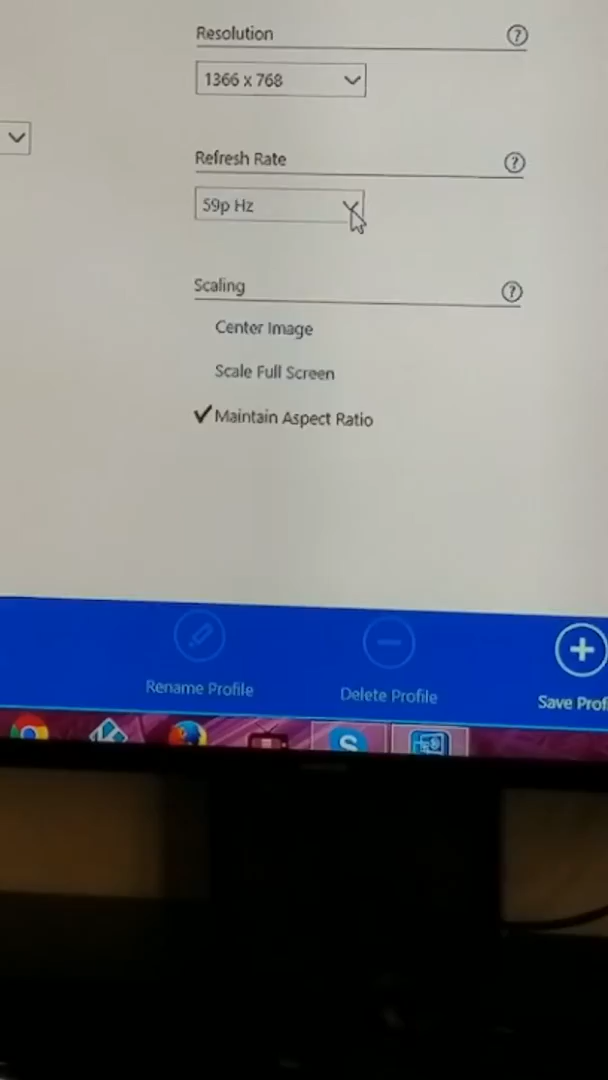 Resolution
?
1366 x 768
Refresh Rate
?
59p Hz
Scaling
?
Center Image
Scale Full Screen
Maintain Aspect Ratio
Rename Profile
Delete Profile
Save Profi